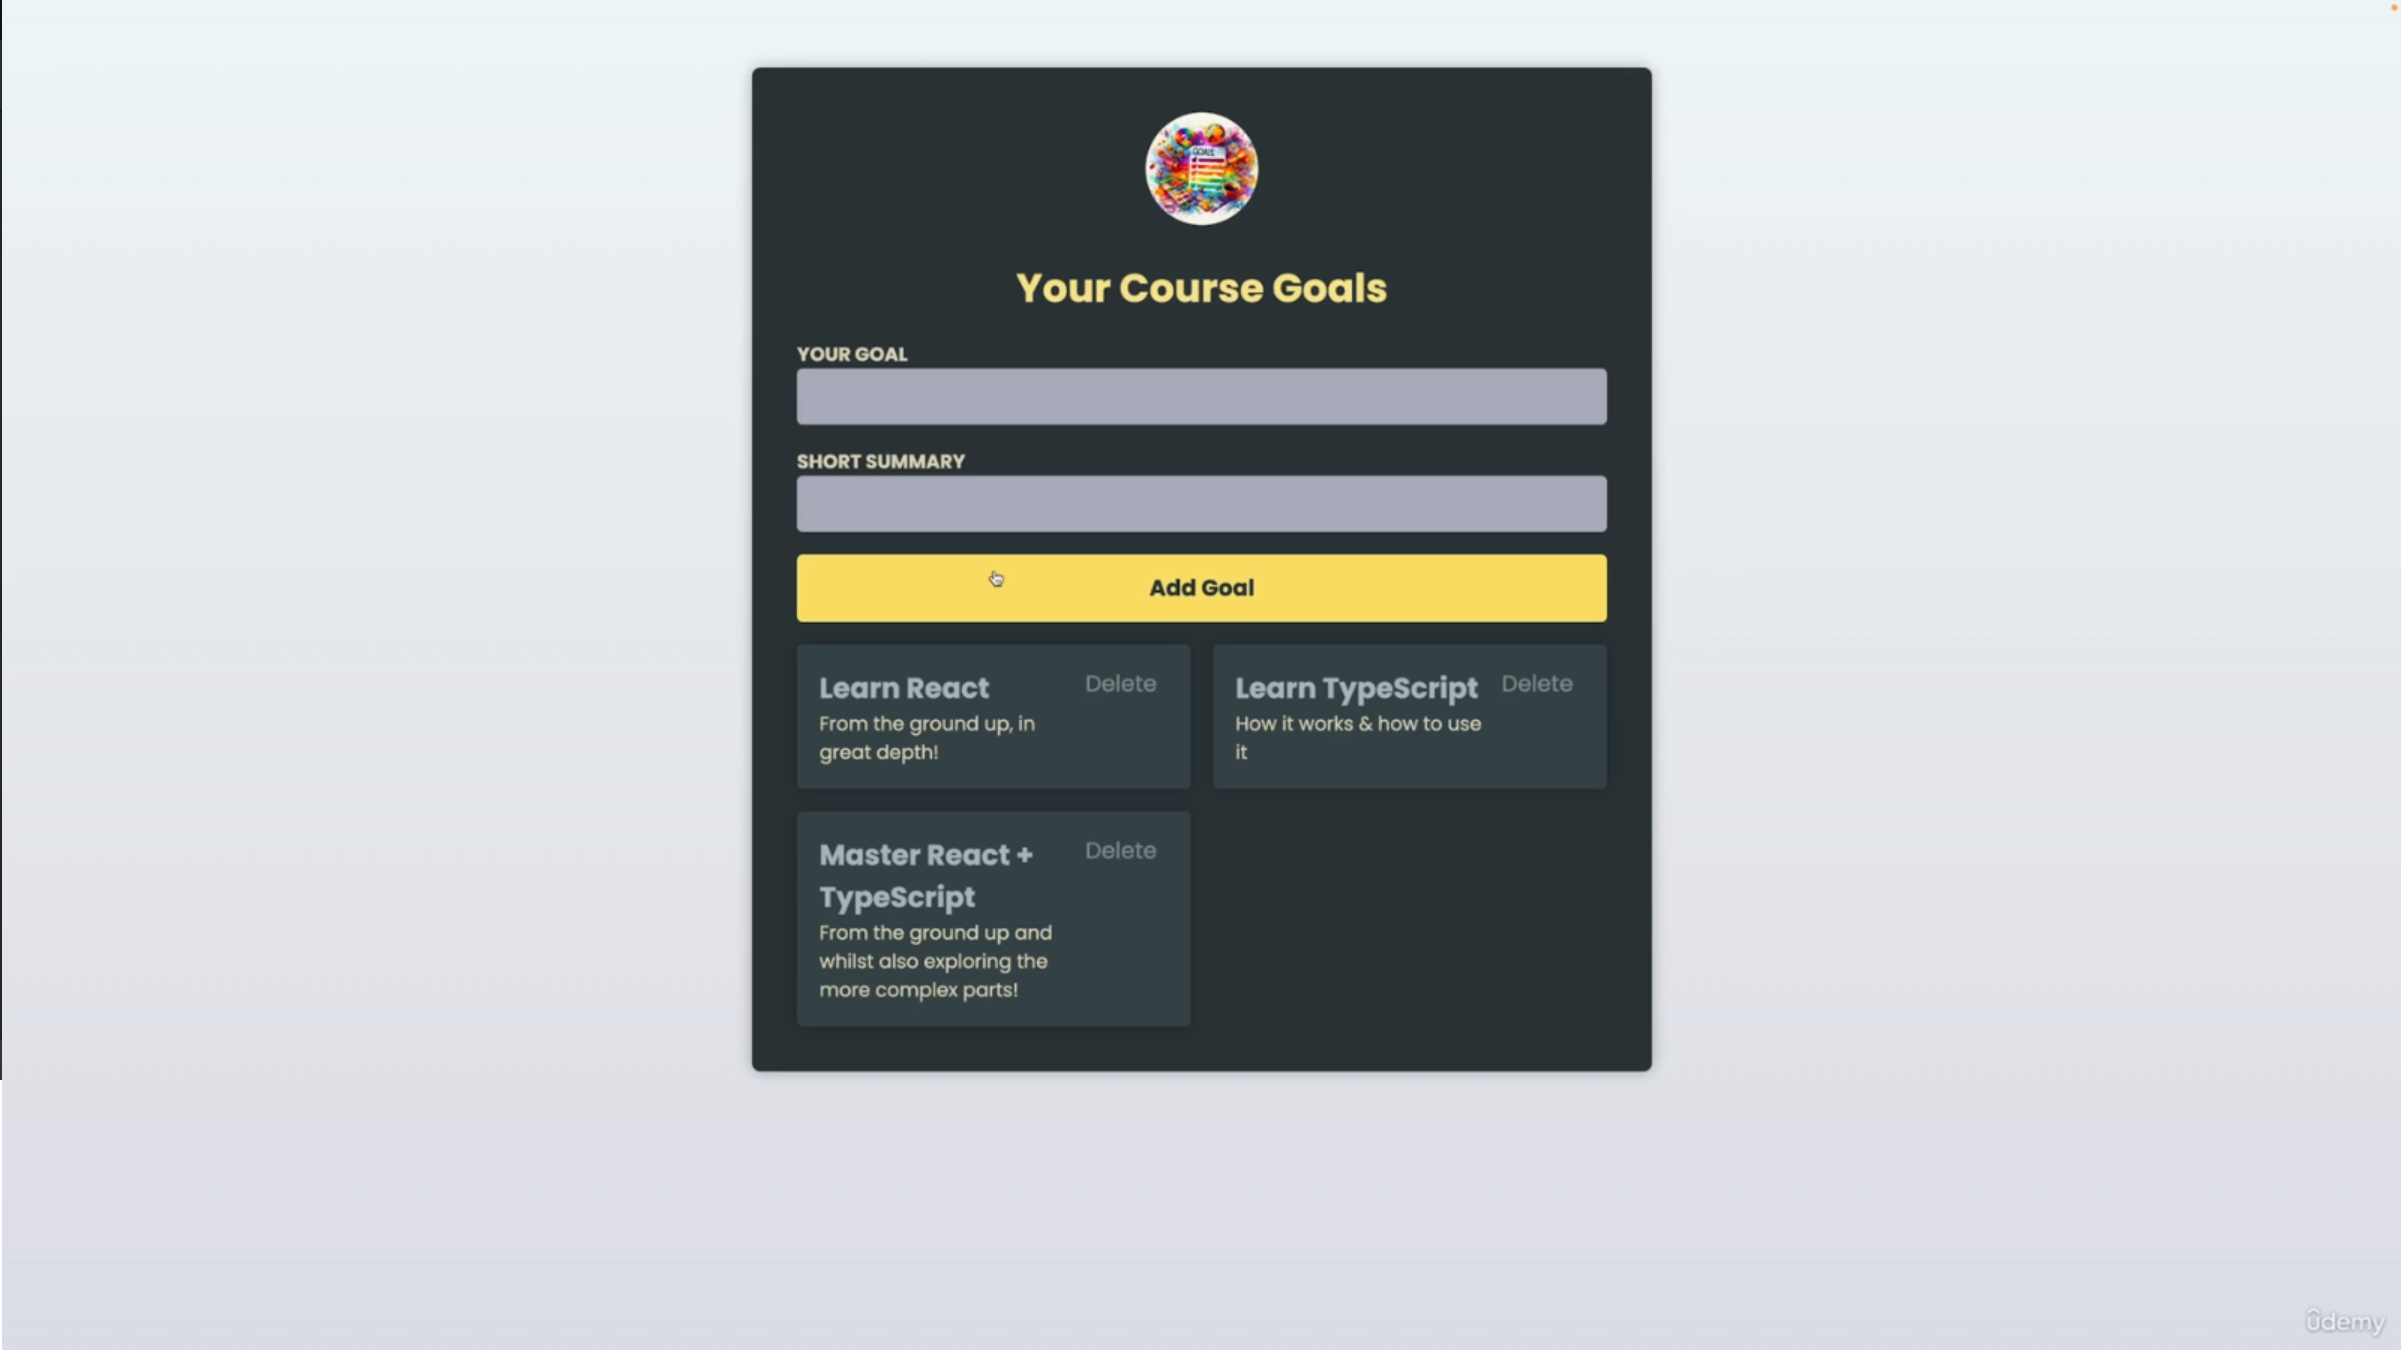 GOALS
Your Course Goals
YOUR GOAL
SHORT SUMMARY
Add Goal
Learn React
Delete
From the ground up, in
great depth!
Learn TypeScript
Delete
How it works & how to use
it
Master React +
Delete
TypeScript
From the ground up and
whilst also exploring the
more complex parts!
ûdemy